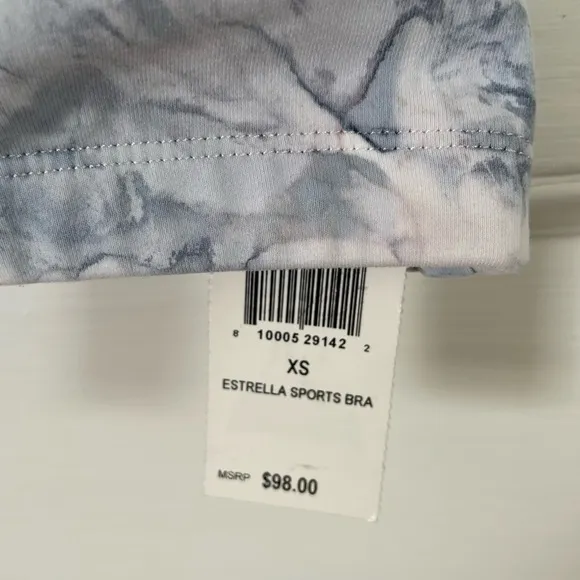 8 10005 29142 2
XS
ESTRELLA SPORTS BRA
MSRP $98.00